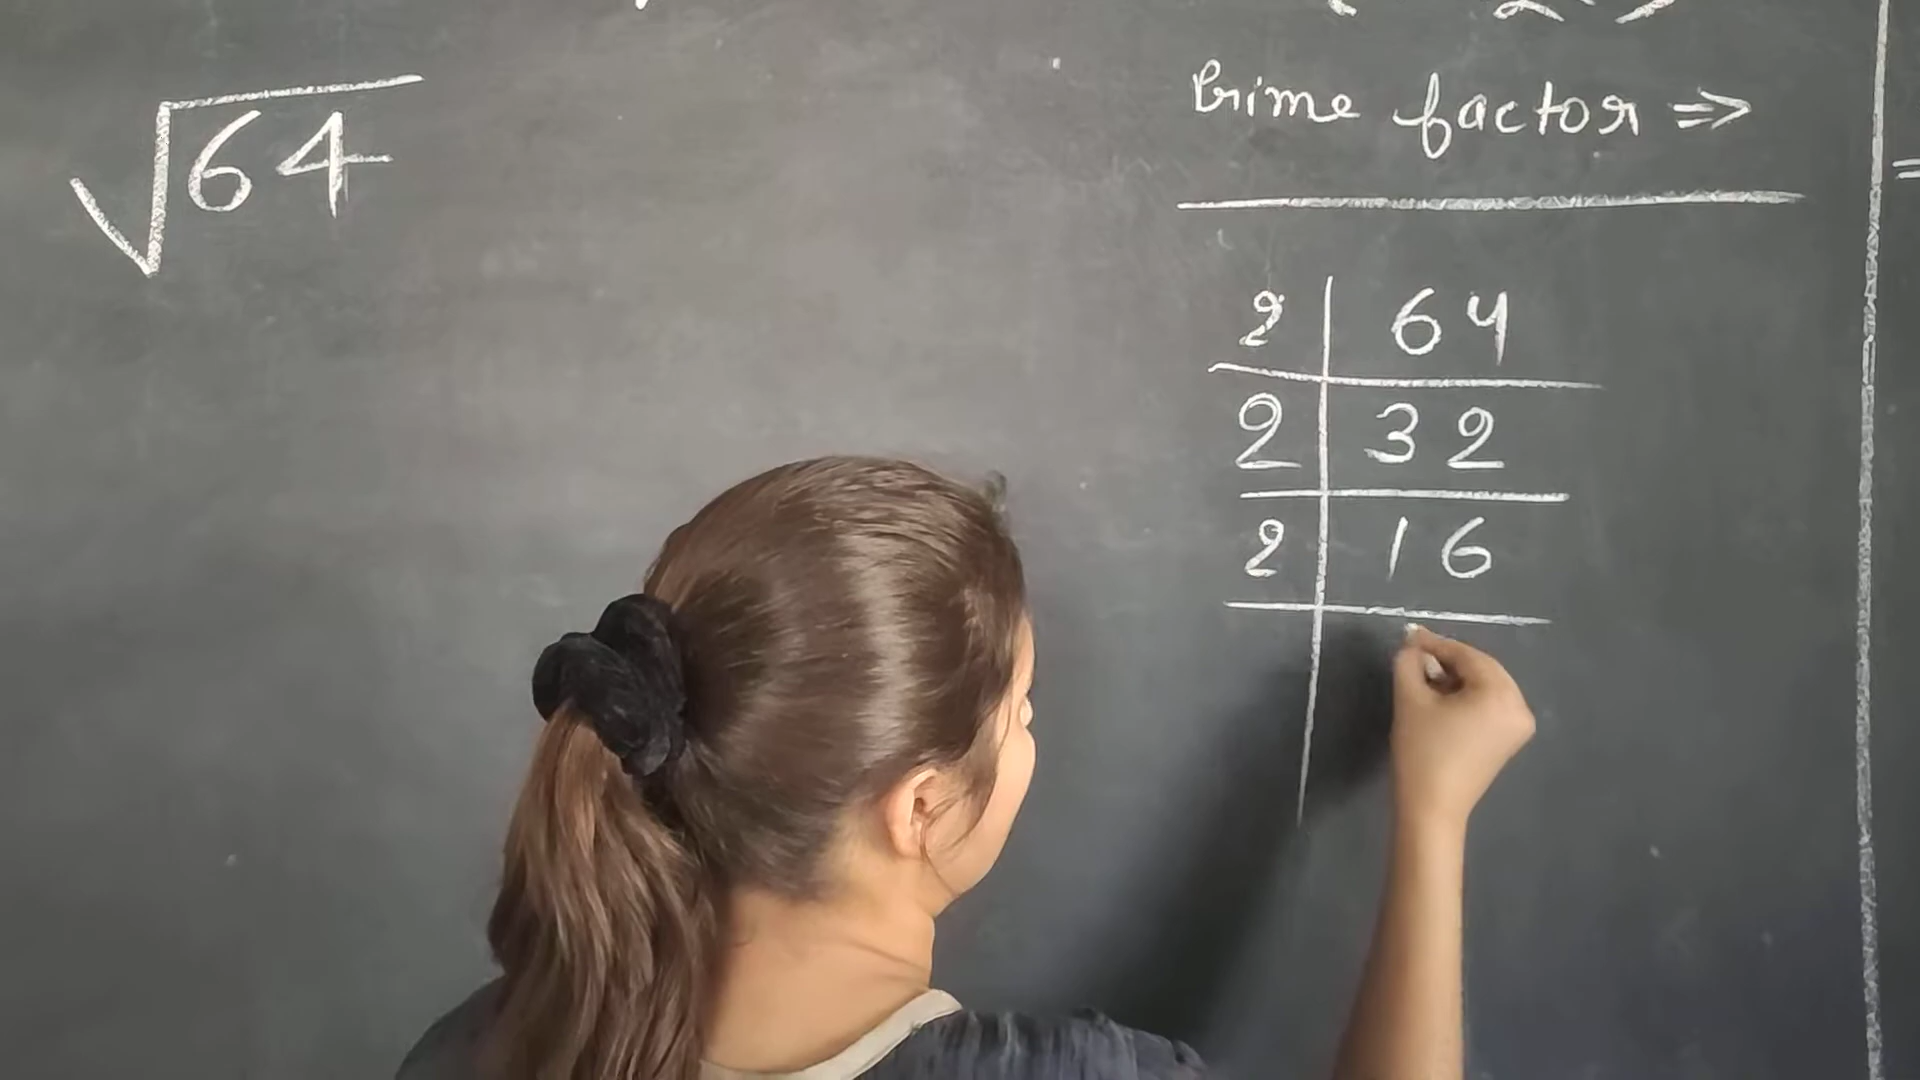 √64
Prime factor ⇒
2 | 64
2 | 32
2 | 16